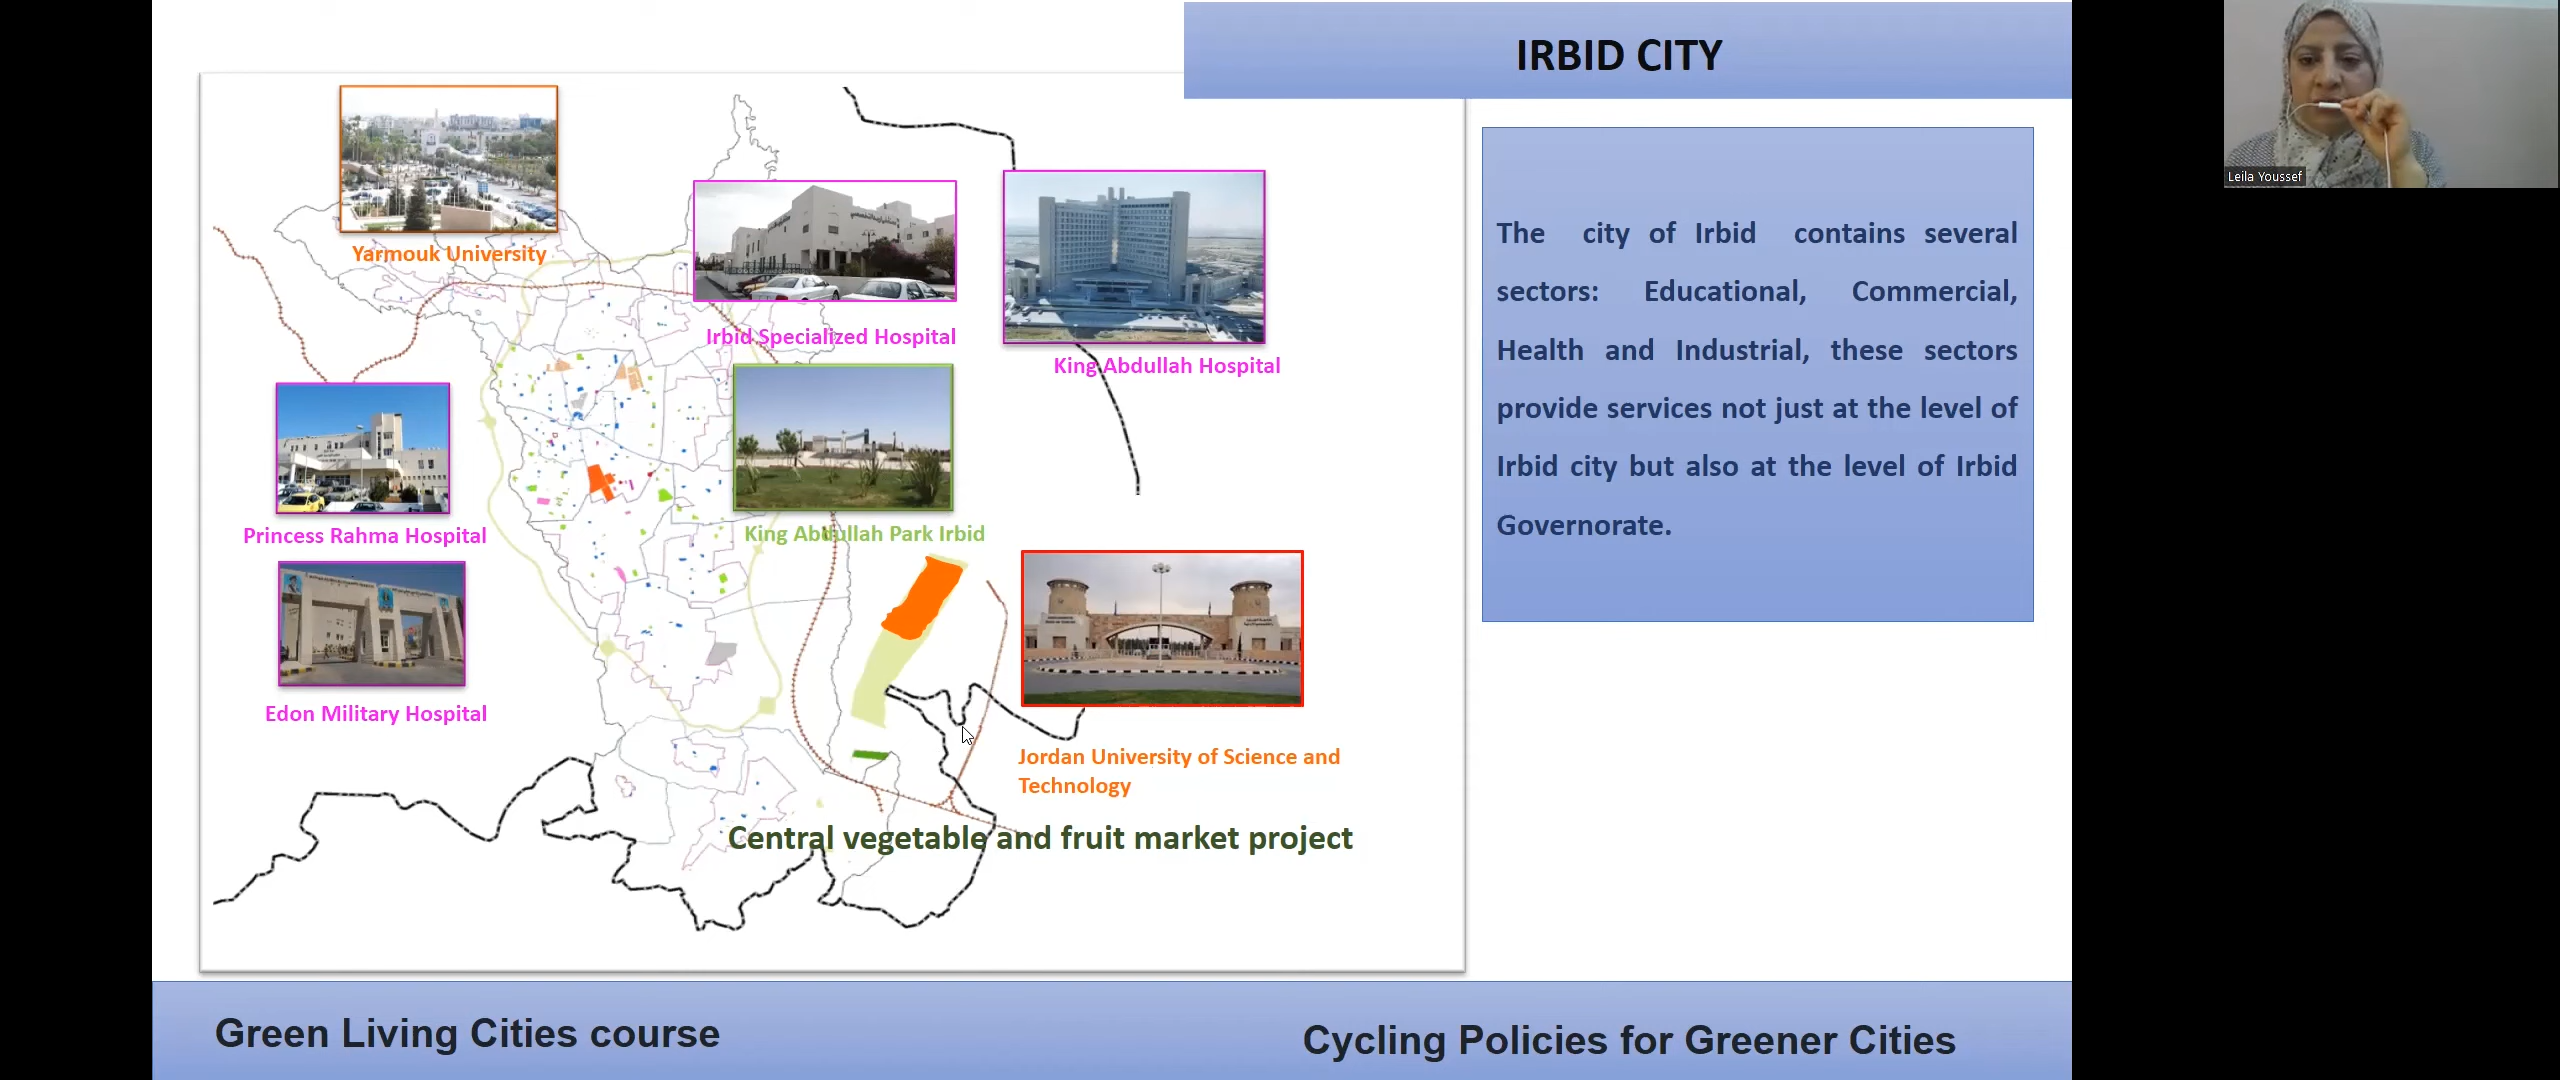 IRBID CITY
Leila Youssef
Yarmouk University
Irbid Specialized Hospital
King Abdullah Hospital
Princess Rahma Hospital
King Abdullah Park Irbid
Edon Military Hospital
Jordan University of Science and
Technology
Central vegetable and fruit market project
The city of Irbid contains several
sectors: Educational, Commercial,
Health and Industrial, these sectors
provide services not just at the level of
Irbid city but also at the level of Irbid
Governorate.
Green Living Cities course
Cycling Policies for Greener Cities